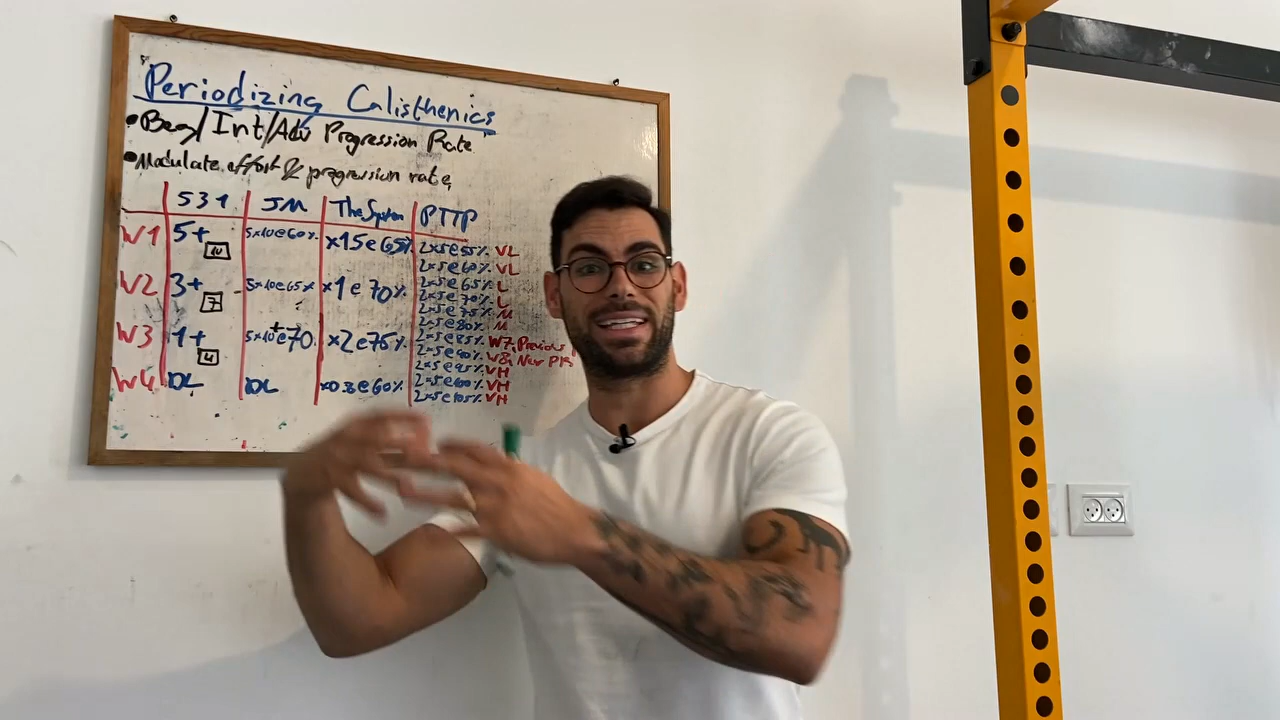 Periodizing Calisthenics
•Beg/Int/Adv Progression Rate
•Modulate effort & progression rate
531 JM The System PTTP
W1 5+ 10 5x10@60% x1.5@65%
W2 3+ 7 5x10@65% x1@70%
W3 1+ 4 5x10+@70 x2@75%
W4 DL DL x0.8@60%
2x5@55% VL
2x5@60% VL
2x5@65% L
2x5@70% L
2x5@75% M
2x5@80% M
2x5@85% W7: Previous
2x5@90% W8: New PR
2x5@95% VH
2x5@100% VH
2x5@105% VH